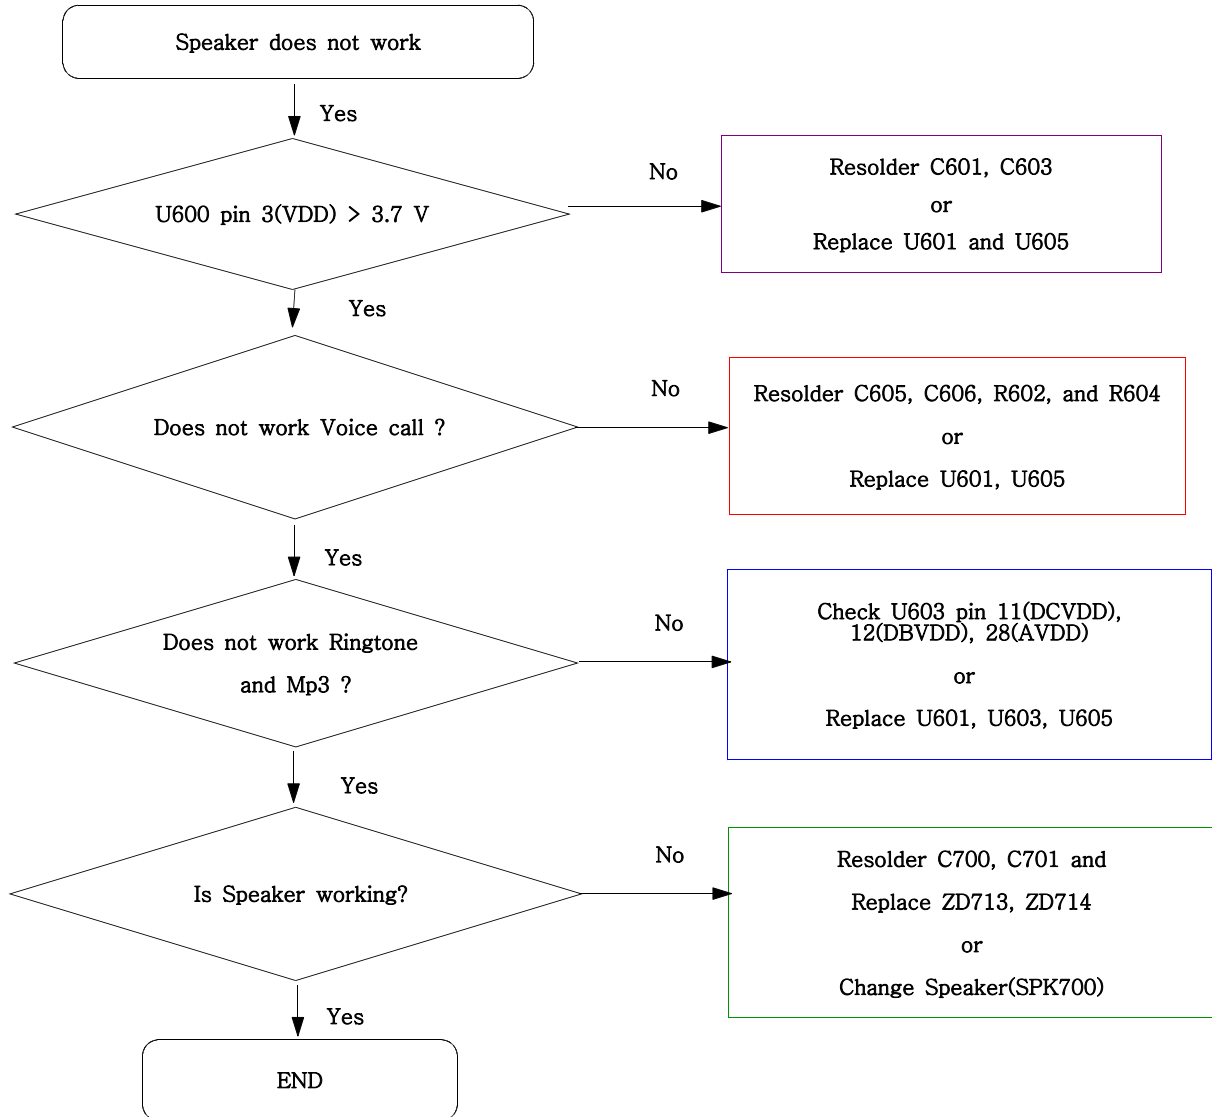 Speaker does not work
Yes
U600 pin 3(VDD) > 3.7 V
No
Resolder C601, C603
or
Replace U601 and U605
Yes
Does not work Voice call ?
No
Resolder C605, C606, R602, and R604
or
Replace U601, U605
Yes
Does not work Ringtone
and Mp3 ?
No
Check U603 pin 11(DCVDD),
12(DBVDD), 28(AVDD)
or
Replace U601, U603, U605
Yes
Is Speaker working?
No
Resolder C700, C701 and
Replace ZD713, ZD714
or
Change Speaker(SPK700)
Yes
END